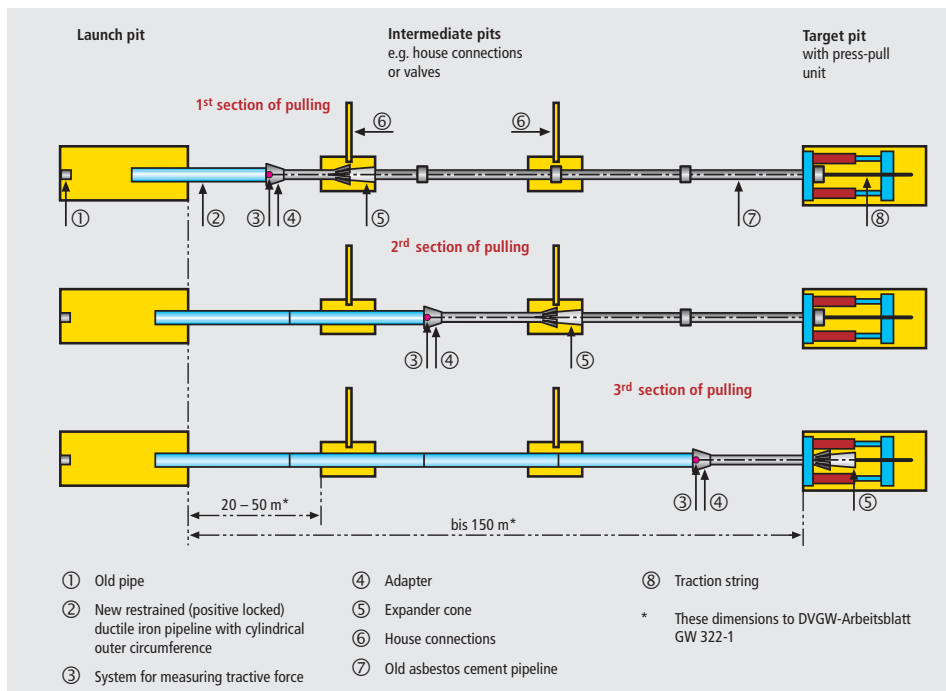 Launch pit
Intermediate pits
e.g. house connections
or valves
Target pit
with press-pull
unit
1st section of pulling
⑥
⑥
①
②
③
④
⑤
⑦
⑧
2rd section of pulling
③
④
⑤
3rd section of pulling
③
④
⑤
20 – 50 m*
bis 150 m*
① Old pipe
② New restrained (positive locked)
ductile iron pipeline with cylindrical
outer circumference
③ System for measuring tractive force
④ Adapter
⑤ Expander cone
⑥ House connections
⑦ Old asbestos cement pipeline
⑧ Traction string
* These dimensions to DVGW-Arbeitsblatt
GW 322-1